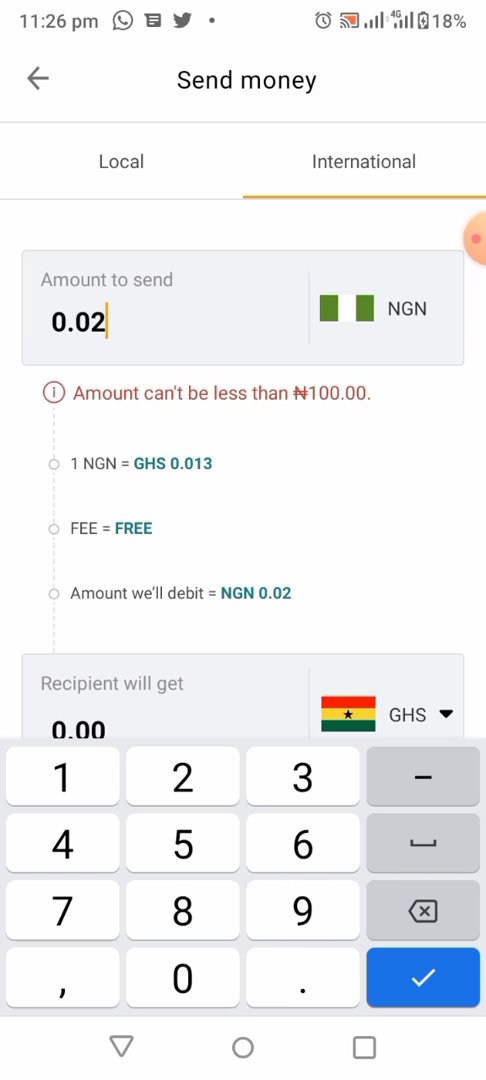 11:26 pm 4G 18%
Send money
Local International
Amount to send
0.02 NGN
Amount can't be less than ₦100.00.
1 NGN = GHS 0.013
FEE = FREE
Amount we'll debit = NGN 0.02
Recipient will get
0.00 GHS
1 2 3 –
4 5 6
7 8 9
, 0 .